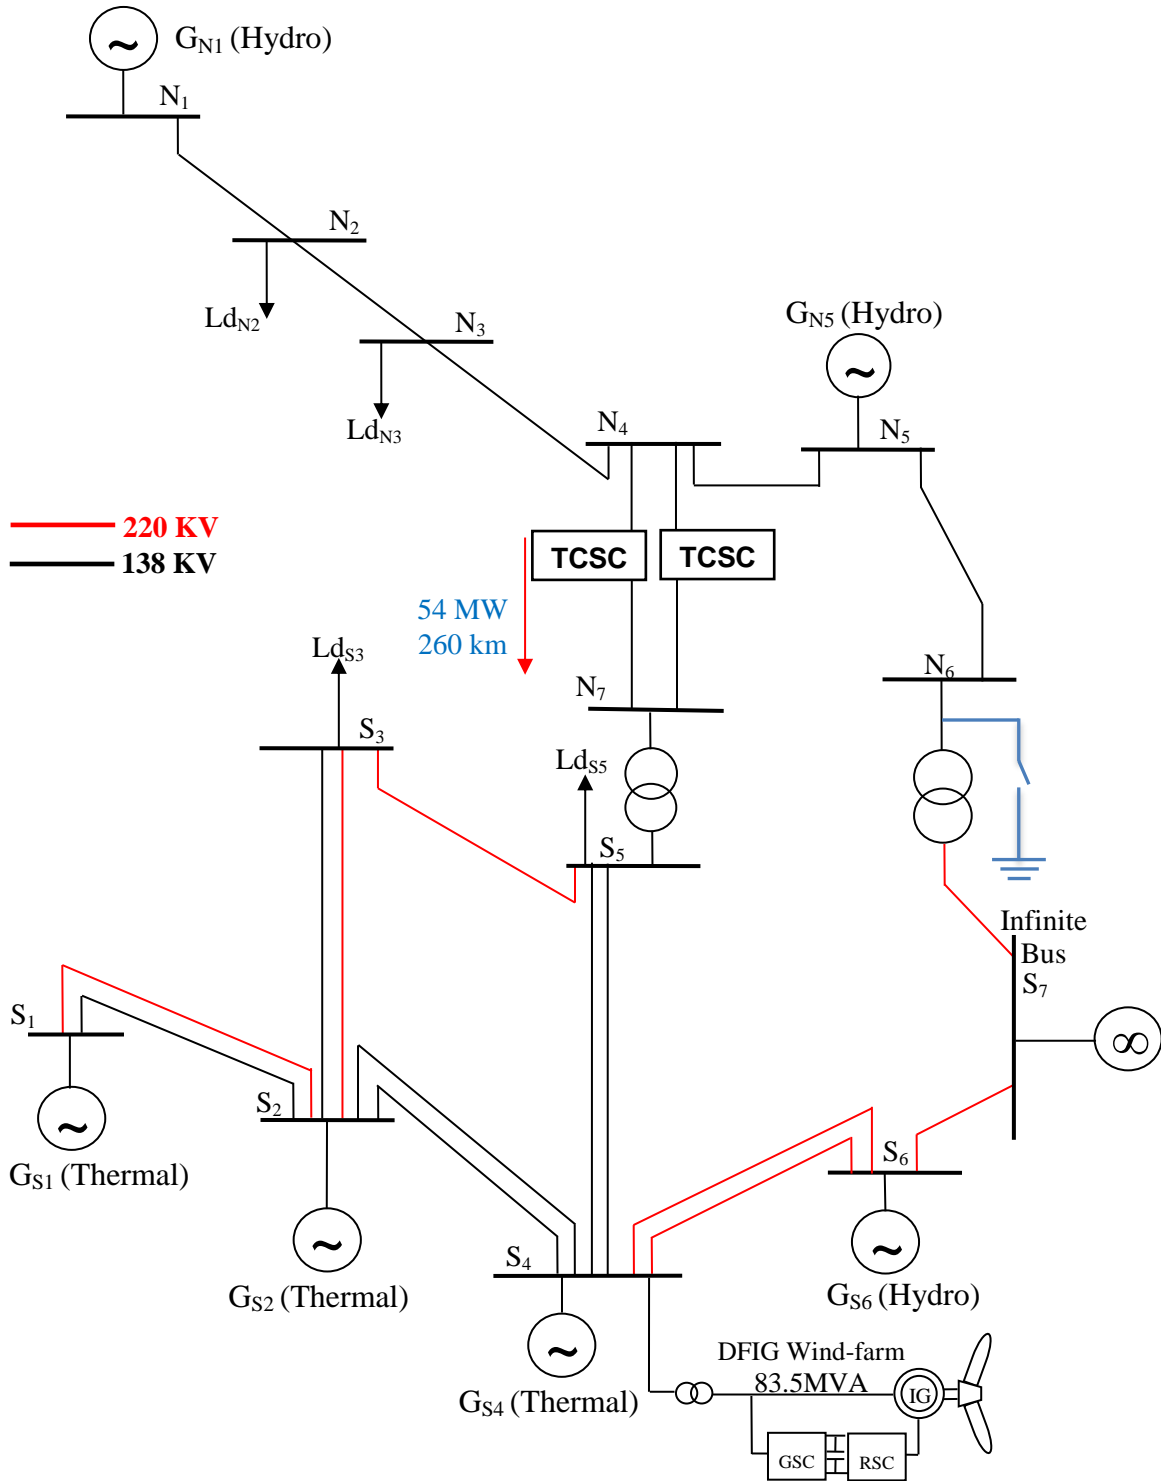 G_N1 (Hydro)
N_1
N_2
Ld_N2
N_3
Ld_N3
G_N5 (Hydro)
N_4
N_5
220 KV
138 KV
TCSC
TCSC
54 MW
260 km
Ld_S3
N_6
N_7
S_3
Ld_S5
S_5
Infinite
Bus
S_7
S_1
∞
S_2
G_S1 (Thermal)
S_6
S_4
G_S2 (Thermal)
G_S6 (Hydro)
DFIG Wind-farm
83.5MVA
G_S4 (Thermal)
IG
GSC
RSC